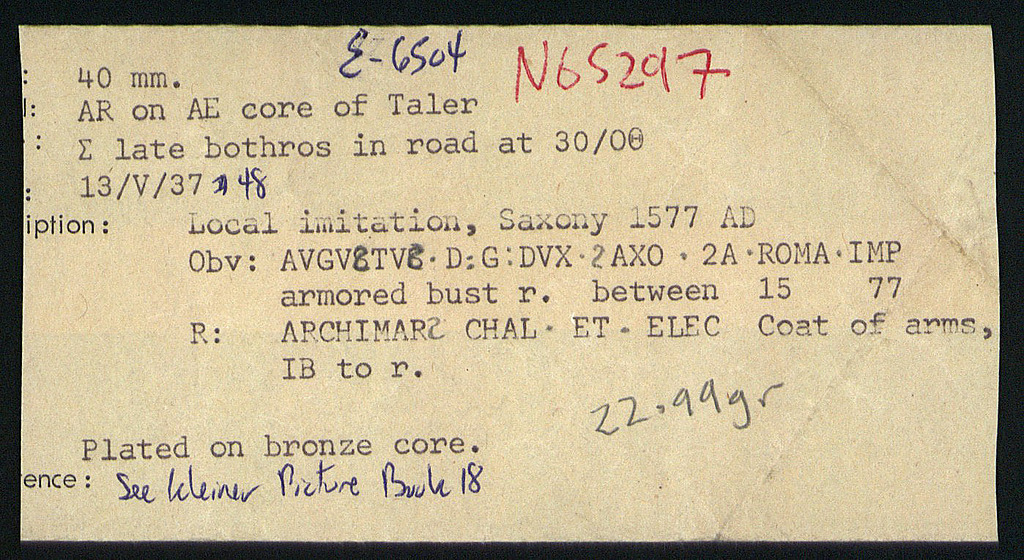 Σ-6504 N65297
: 40 mm.
: AR on AE core of Taler
: Σ late bothros in road at 30/ΟΘ
: 13/V/37 48
iption: Local imitation, Saxony 1577 AD
Obv: AVGVSTVS· D:G:DVX·SAXO · SA·ROMA·IMP
armored bust r. between 15 77
R: ARCHIMARS CHAL· ET· ELEC Coat of arms,
IB to r.
22.99gr
Plated on bronze core.
ence: See Kleiner Picture Book 18